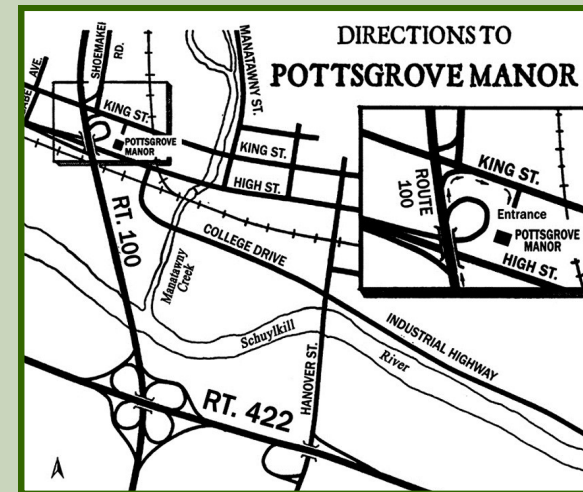 DIRECTIONS TO
POTTSGROVE MANOR
SHOEMAKER
RD.
AVE.
MANATAWNY ST.
KING ST.
POTTSGROVE
MANOR
KING ST.
HIGH ST.
RT. 100
COLLEGE DRIVE
Manatawny
Creek
Schuylkill
River
INDUSTRIAL HIGHWAY
HANOVER ST.
RT. 422
ROUTE
100
KING ST.
Entrance
POTTSGROVE
MANOR
HIGH ST.